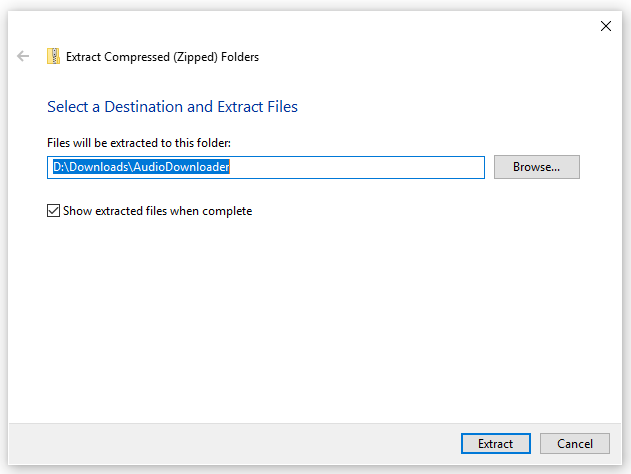 Extract Compressed (Zipped) Folders
Select a Destination and Extract Files
Files will be extracted to this folder:
D:\Downloads\AudioDownloader
Browse...
Show extracted files when complete
Extract
Cancel